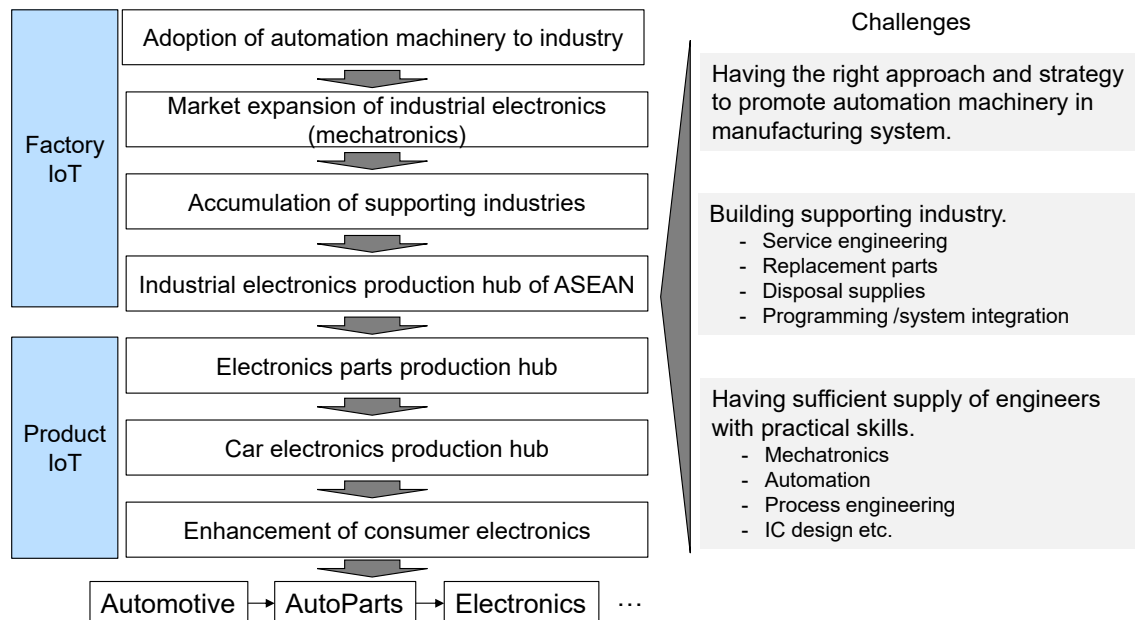 Factory
IoT
Adoption of automation machinery to industry
Market expansion of industrial electronics
(mechatronics)
Accumulation of supporting industries
Industrial electronics production hub of ASEAN
Product
IoT
Electronics parts production hub
Car electronics production hub
Enhancement of consumer electronics
Automotive
AutoParts
Electronics
...
Challenges
Having the right approach and strategy
to promote automation machinery in
manufacturing system.
Building supporting industry.
- Service engineering
- Replacement parts
- Disposal supplies
- Programming /system integration
Having sufficient supply of engineers
with practical skills.
- Mechatronics
- Automation
- Process engineering
- IC design etc.